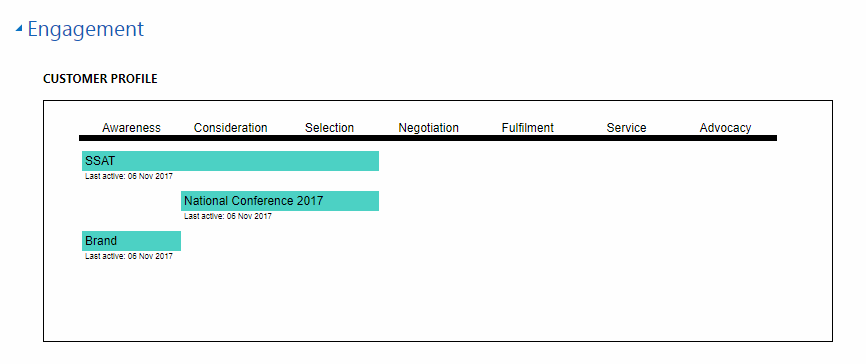 Engagement
CUSTOMER PROFILE
Awareness Consideration Selection Negotiation Fulfilment Service Advocacy
SSAT
Last active: 06 Nov 2017
National Conference 2017
Last active: 06 Nov 2017
Brand
Last active: 06 Nov 2017